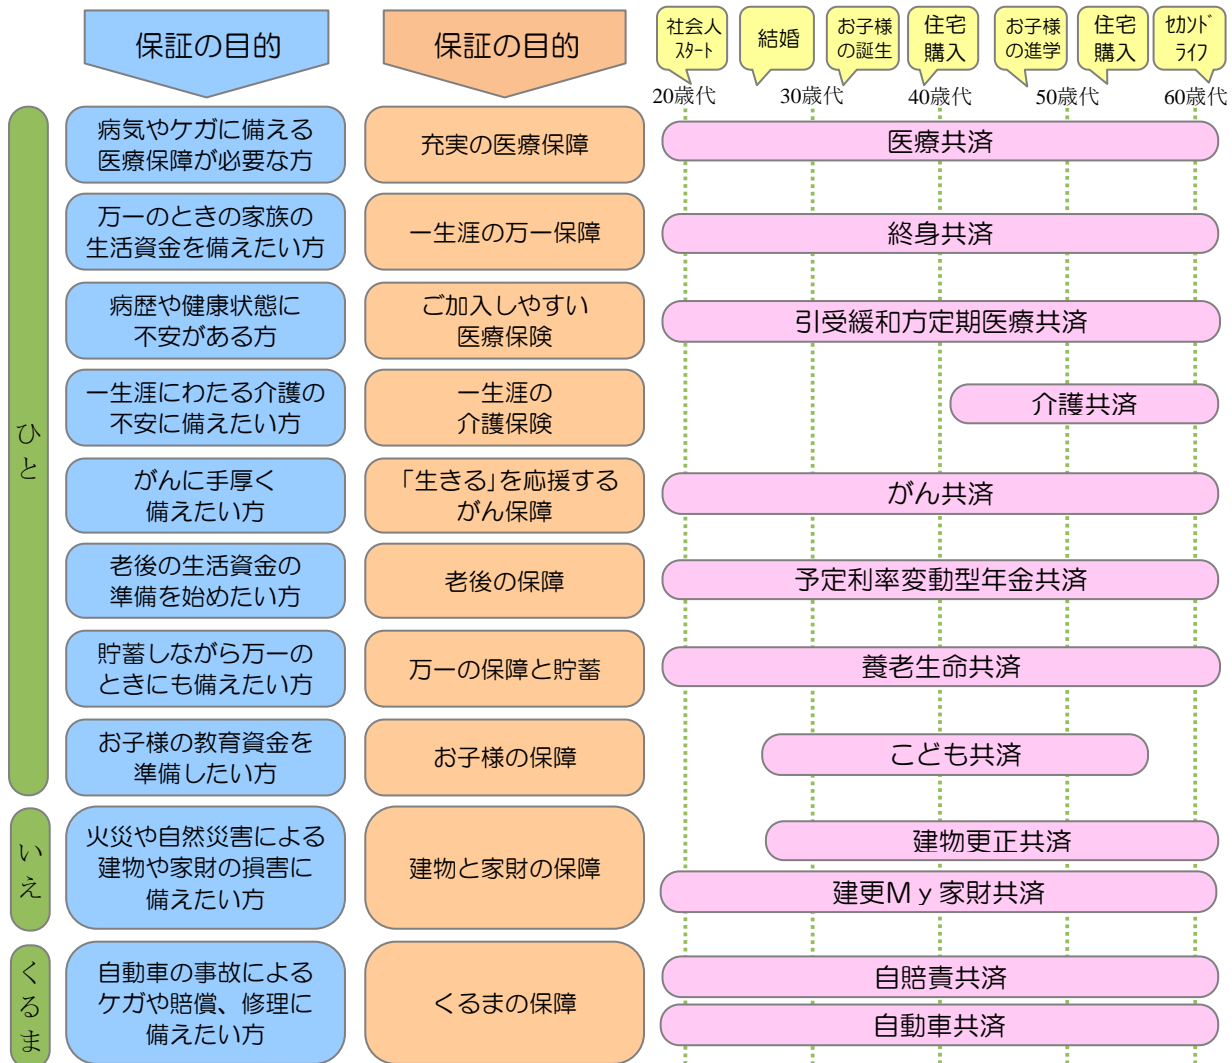 保証の目的
保証の目的
社会人
スタート
結婚
お子様
の誕生
住宅
購入
お子様
の進学
住宅
購入
ｾｶﾝﾄﾞ
ﾗｲﾌ
20歳代
30歳代
40歳代
50歳代
60歳代
ひと
病気やケガに備える
医療保障が必要な方
充実の医療保障
医療共済
万一のときの家族の
生活資金を備えたい方
一生涯の万一保障
終身共済
病歴や健康状態に
不安がある方
ご加入しやすい
医療保険
引受緩和方定期医療共済
一生涯にわたる介護の
不安に備えたい方
一生涯の
介護保険
介護共済
がんに手厚く
備えたい方
「生きる」を応援する
がん保障
がん共済
老後の生活資金の
準備を始めたい方
老後の保障
予定利率変動型年金共済
貯蓄しながら万一の
ときにも備えたい方
万一の保障と貯蓄
養老生命共済
お子様の教育資金を
準備したい方
お子様の保障
こども共済
いえ
火災や自然災害による
建物や家財の損害に
備えたい方
建物と家財の保障
建物更正共済
建更Ｍｙ家財共済
くるま
自動車の事故による
ケガや賠償、修理に
備えたい方
くるまの保障
自賠責共済
自動車共済